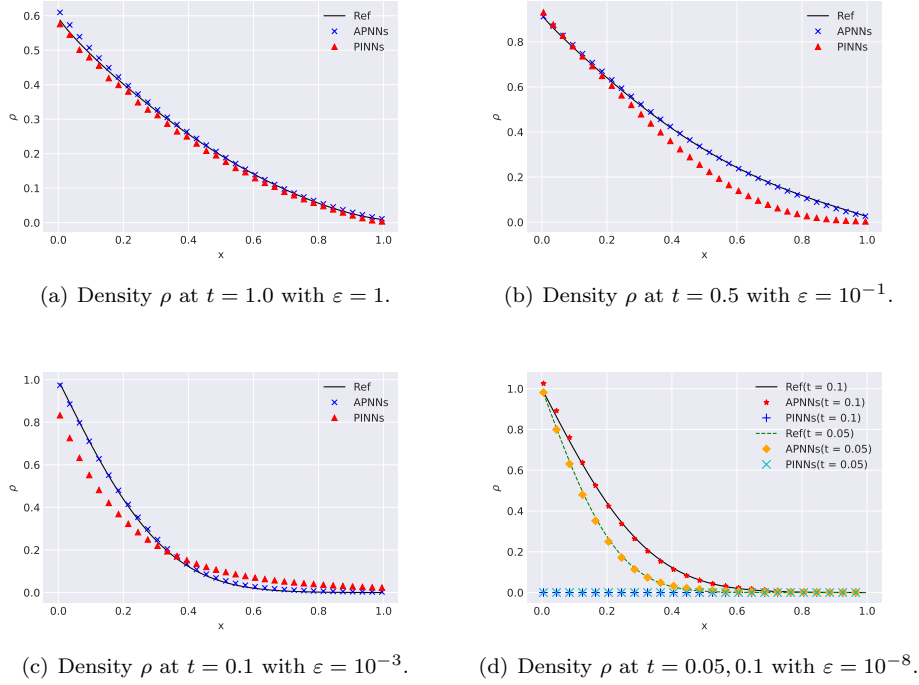 0.6
0.5
0.4
0.3
0.2
0.1
0.0
ρ
Ref
APNNs
PINNs
0.0 0.2 0.4 0.6 0.8 1.0
x
(a) Density ρ at t = 1.0 with ε = 1.
0.8
0.6
0.4
0.2
0.0
ρ
Ref
APNNs
PINNs
0.0 0.2 0.4 0.6 0.8 1.0
x
(b) Density ρ at t = 0.5 with ε = 10⁻¹.
1.0
0.8
0.6
0.4
0.2
0.0
ρ
Ref
APNNs
PINNs
0.0 0.2 0.4 0.6 0.8 1.0
x
(c) Density ρ at t = 0.1 with ε = 10⁻³.
1.0
0.8
0.6
0.4
0.2
0.0
ρ
Ref(t = 0.1)
APNNs(t = 0.1)
PINNs(t = 0.1)
Ref(t = 0.05)
APNNs(t = 0.05)
PINNs(t = 0.05)
0.0 0.2 0.4 0.6 0.8 1.0
x
(d) Density ρ at t = 0.05, 0.1 with ε = 10⁻⁸.